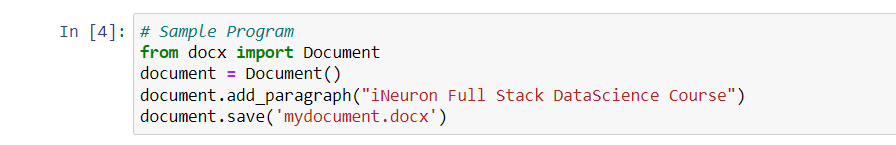 In [4]: # Sample Program
from docx import Document
document = Document()
document.add_paragraph("iNeuron Full Stack DataScience Course")
document.save('mydocument.docx')